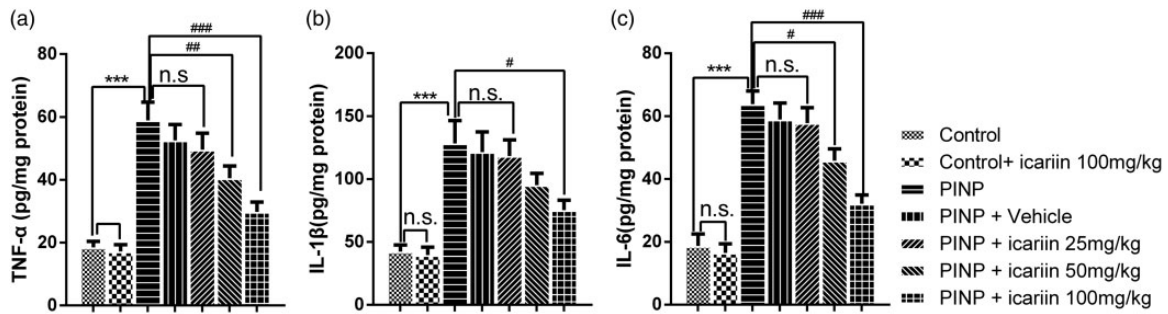 (a)
TNF-α (pg/mg protein)
80
60
40
20
0
***
n.s
##
###
(b)
IL-1β(pg/mg protein)
200
150
100
50
0
n.s.
***
n.s.
#
(c)
IL-6(pg/mg protein)
80
60
40
20
0
n.s.
***
n.s.
#
###
Control
Control+ icariin 100mg/kg
PINP
PINP + Vehicle
PINP + icariin 25mg/kg
PINP + icariin 50mg/kg
PINP + icariin 100mg/kg